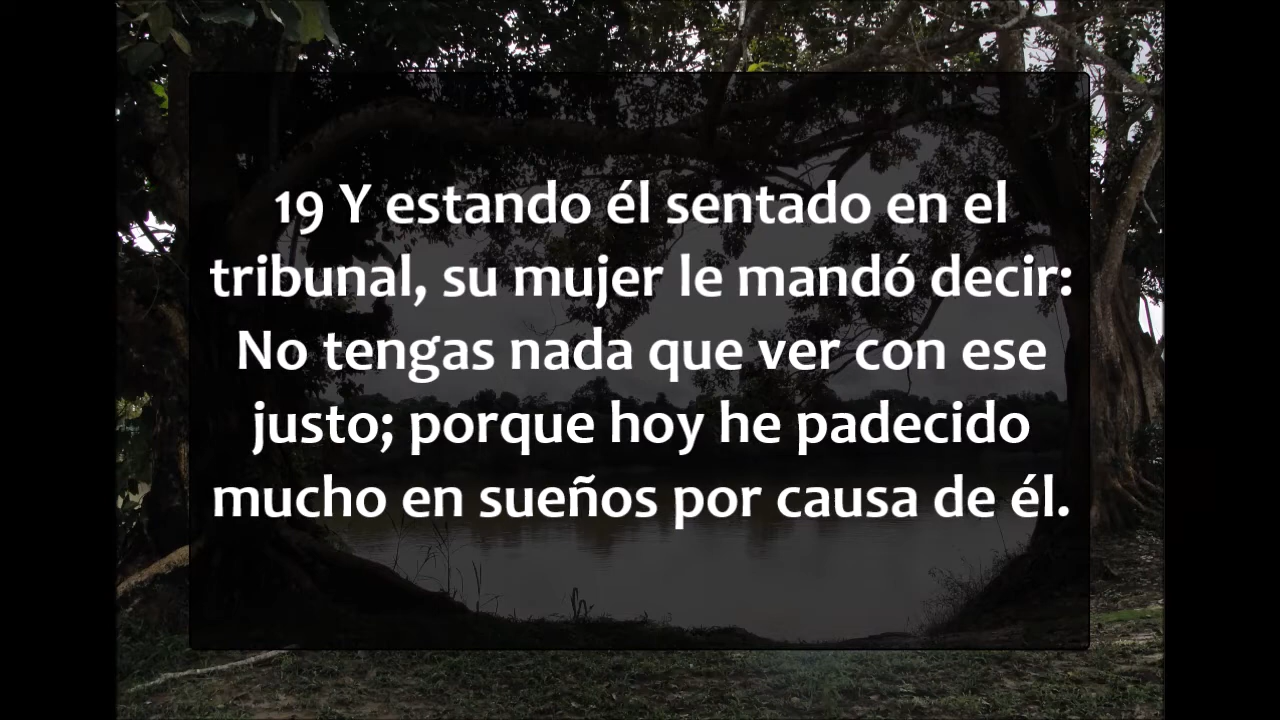 19 Y estando él sentado en el
tribunal, su mujer le mandó decir:
No tengas nada que ver con ese
justo; porque hoy he padecido
mucho en sueños por causa de él.